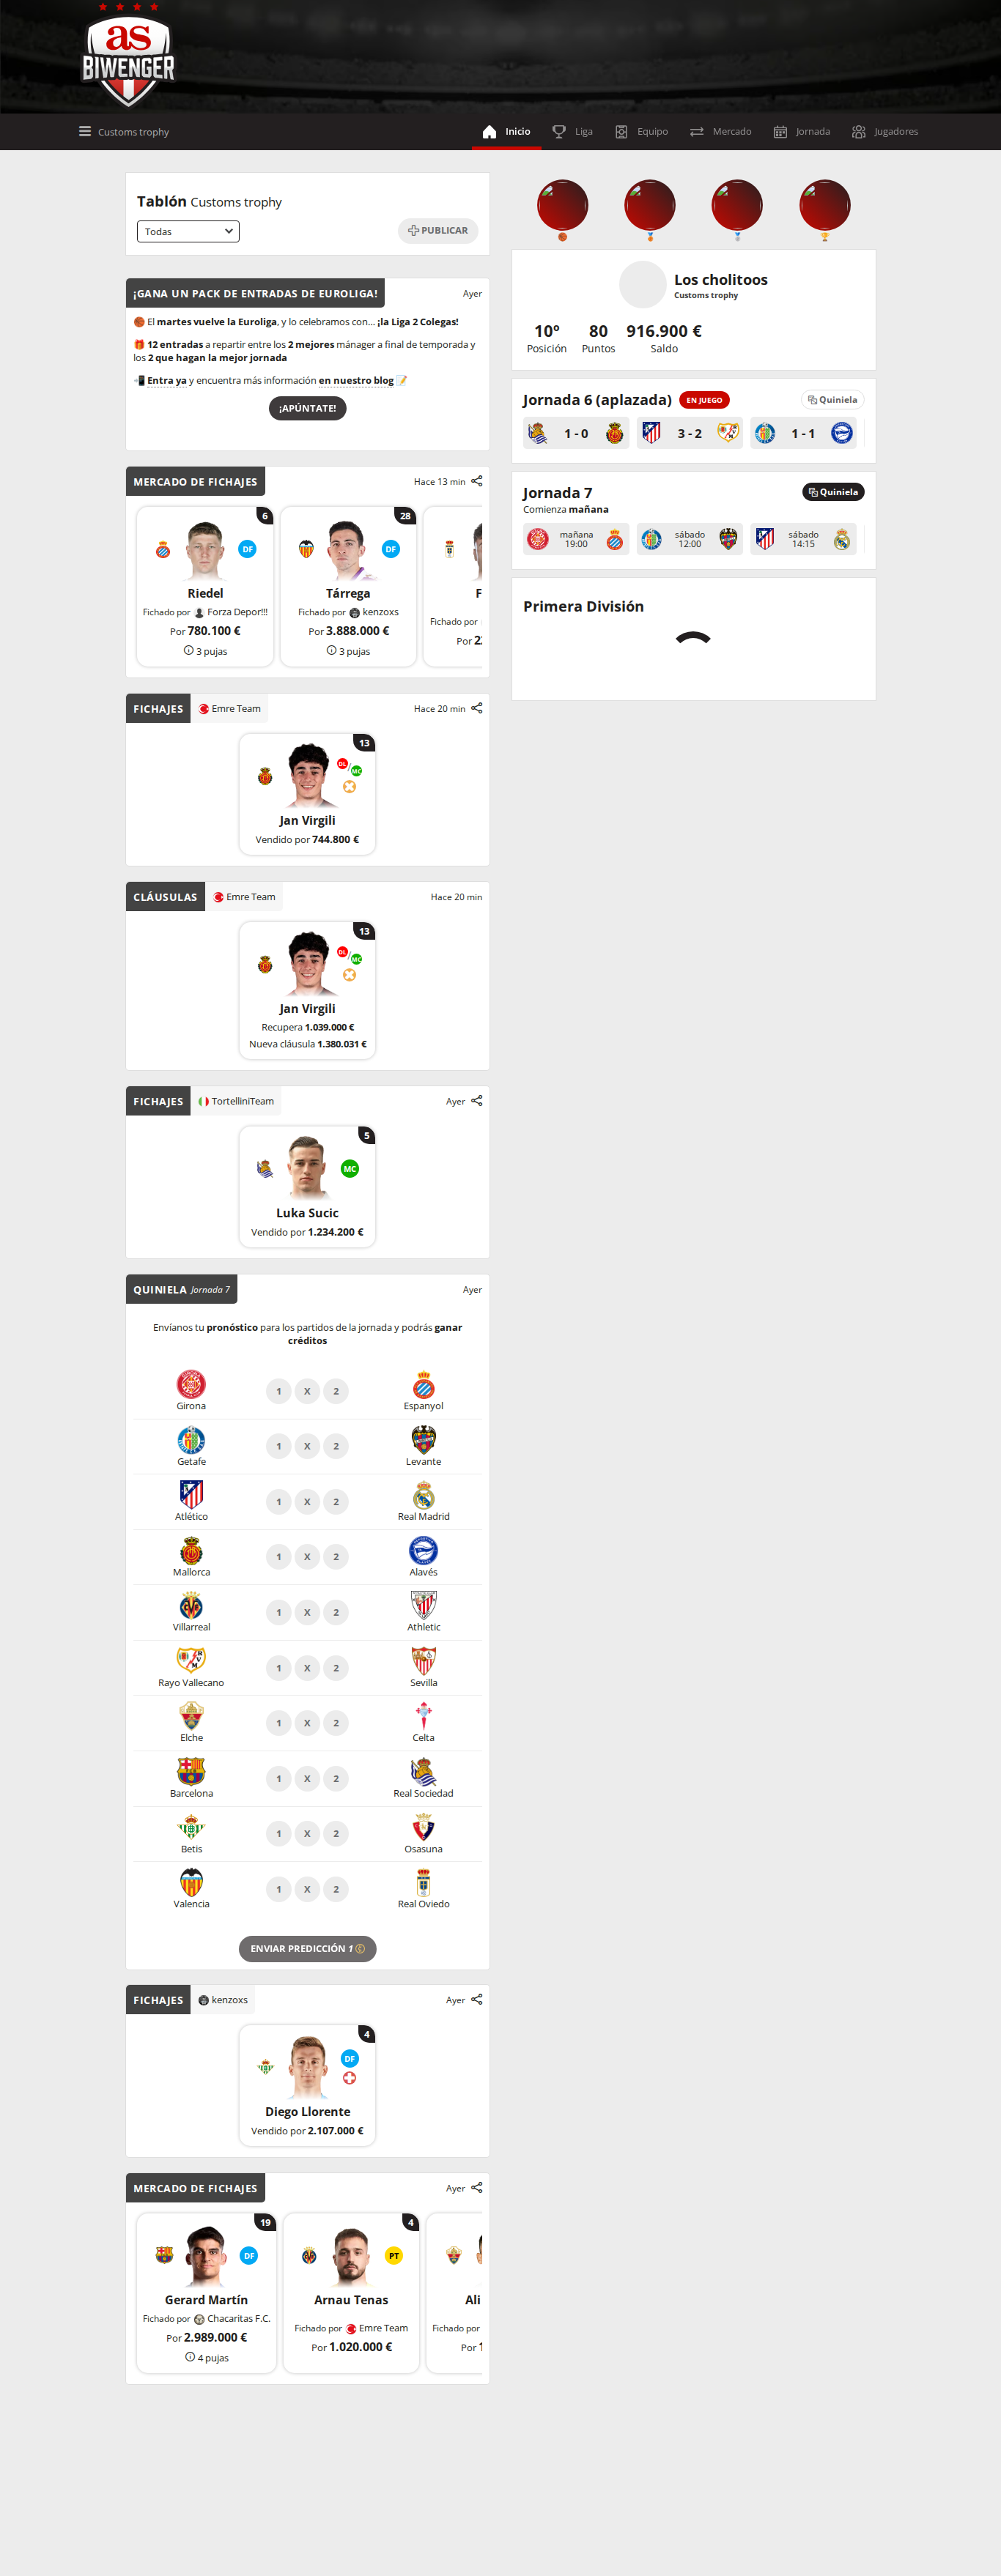 as
BIWENGER
Customs trophy
Inicio
Liga
Equipo
Mercado
Jornada
Jugadores
Tablón Customs trophy
Todas
PUBLICAR
¡GANA UN PACK DE ENTRADAS DE EUROLIGA!
Ayer
🏀 El martes vuelve la Euroliga, y lo celebramos con... ¡la Liga 2 Colegas!
🎁 12 entradas a repartir entre los 2 mejores mánager a final de temporada y
los 2 que hagan la mejor jornada
📲 Entra ya y encuentra más información en nuestro blog 📝
¡APÚNTATE!
MERCADO DE FICHAJES
Hace 13 min
6
DF
Riedel
Fichado por Forza Depor!!!
Por 780.100 €
3 pujas
28
DF
Tárrega
Fichado por kenzoxs
Por 3.888.000 €
3 pujas
F
Fichado por
Por 2
FICHAJES
Emre Team
Hace 20 min
13
DL / MC
Jan Virgili
Vendido por 744.800 €
CLÁUSULAS
Emre Team
Hace 20 min
13
DL / MC
Jan Virgili
Recupera 1.039.000 €
Nueva cláusula 1.380.031 €
FICHAJES
TortelliniTeam
Ayer
5
MC
Luka Sucic
Vendido por 1.234.200 €
QUINIELA Jornada 7
Ayer
Envíanos tu pronóstico para los partidos de la jornada y podrás ganar
créditos
Girona 1 X 2 Espanyol
Getafe 1 X 2 Levante
Atlético 1 X 2 Real Madrid
Mallorca 1 X 2 Alavés
Villarreal 1 X 2 Athletic
Rayo Vallecano 1 X 2 Sevilla
Elche 1 X 2 Celta
Barcelona 1 X 2 Real Sociedad
Betis 1 X 2 Osasuna
Valencia 1 X 2 Real Oviedo
ENVIAR PREDICCIÓN 1
FICHAJES
kenzoxs
Ayer
4
DF
Diego Llorente
Vendido por 2.107.000 €
MERCADO DE FICHAJES
Ayer
19
DF
Gerard Martín
Fichado por Chacaritas F.C.
Por 2.989.000 €
4 pujas
4
PT
Arnau Tenas
Fichado por Emre Team
Por 1.020.000 €
Ali
Fichado por
Por 1
Los cholitoos
Customs trophy
10º
Posición
80
Puntos
916.900 €
Saldo
Jornada 6 (aplazada)
EN JUEGO
Quiniela
1 - 0
3 - 2
1 - 1
Jornada 7
Quiniela
Comienza mañana
mañana
19:00
sábado
12:00
sábado
14:15
Primera División